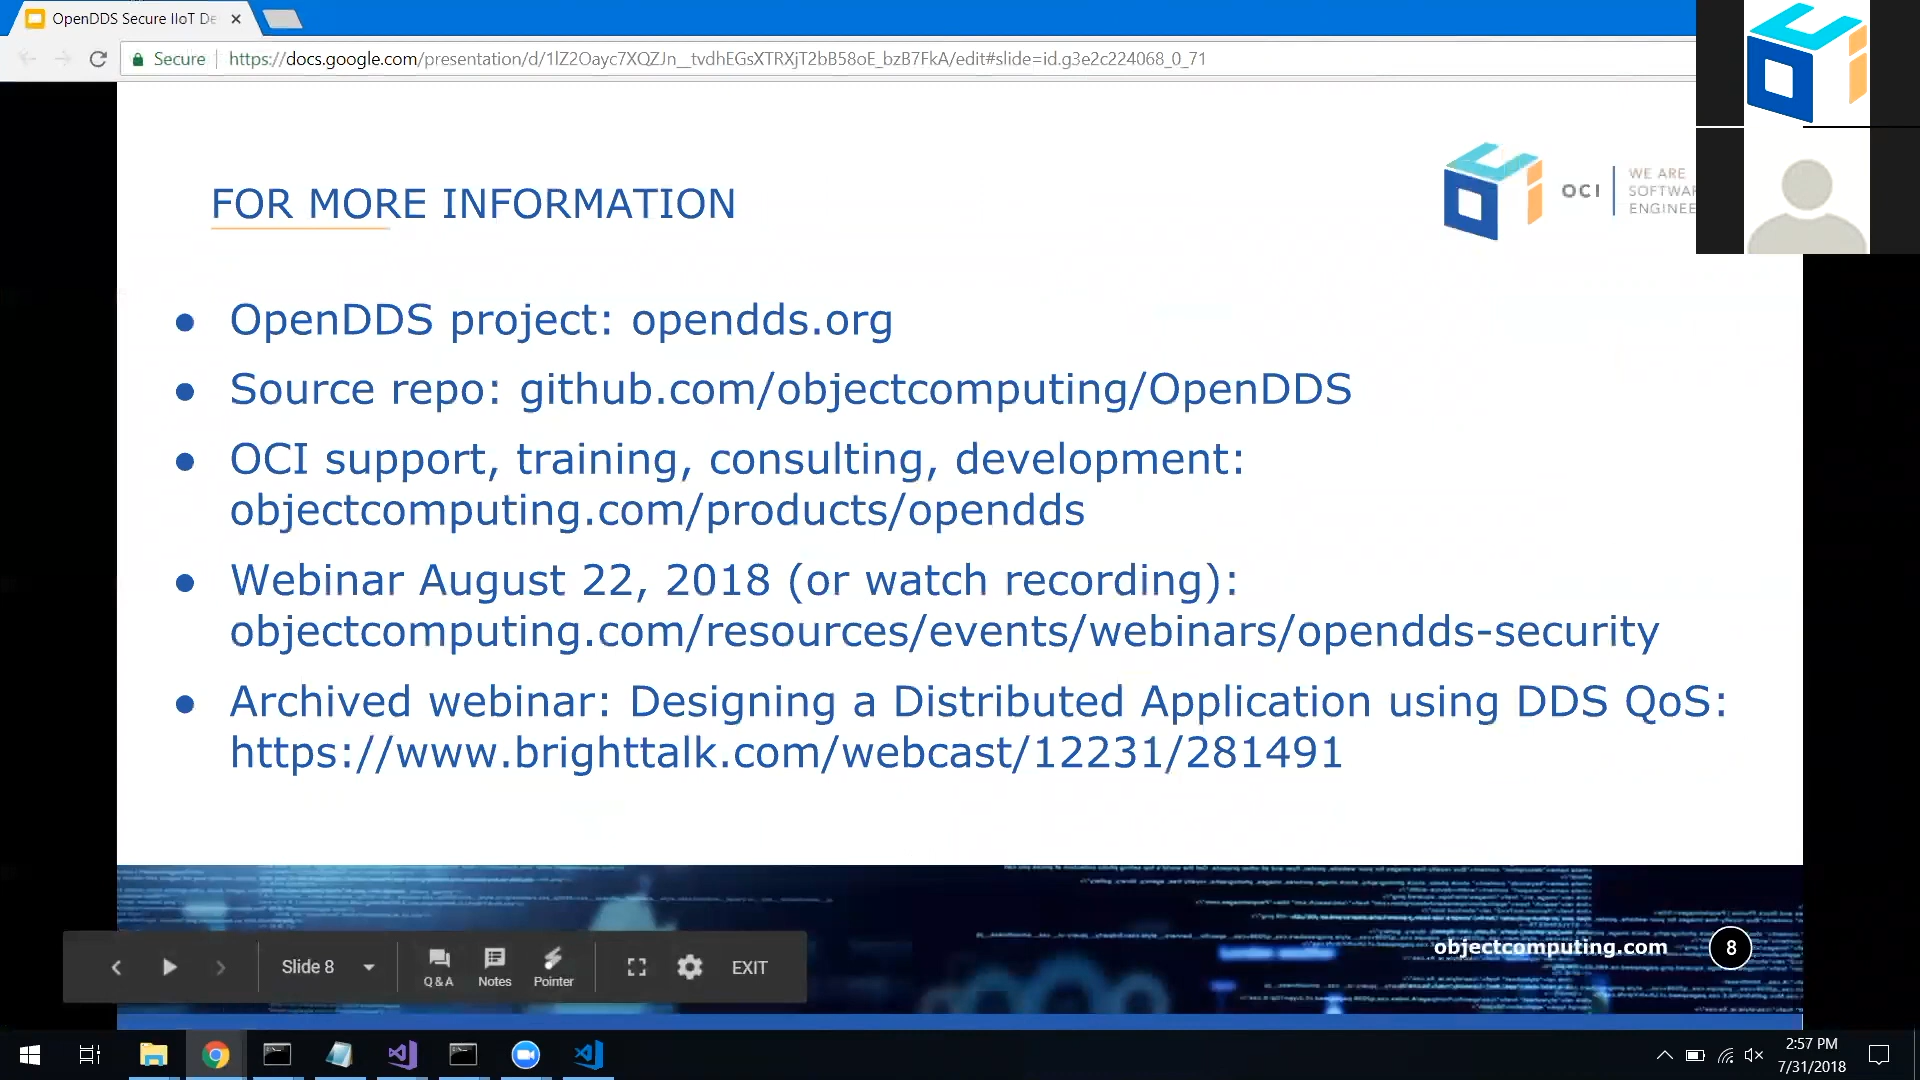 OpenDDS Secure IIoT De
Secure
https://docs.google.com/presentation/d/1lZ2Oayc7XQZJn__tvdhEGsXTRXjT2bB58oE_bzB7FkA/edit#slide=id.g3e2c224068_0_71
FOR MORE INFORMATION
OCI
WE ARE
SOFTWAR
ENGINEE
● OpenDDS project: opendds.org
● Source repo: github.com/objectcomputing/OpenDDS
● OCI support, training, consulting, development:
objectcomputing.com/products/opendds
● Webinar August 22, 2018 (or watch recording):
objectcomputing.com/resources/events/webinars/opendds-security
● Archived webinar: Designing a Distributed Application using DDS QoS:
https://www.brighttalk.com/webcast/12231/281491
objectcomputing.com
8
Slide 8
Q&A
Notes
Pointer
EXIT
2:57 PM
7/31/2018